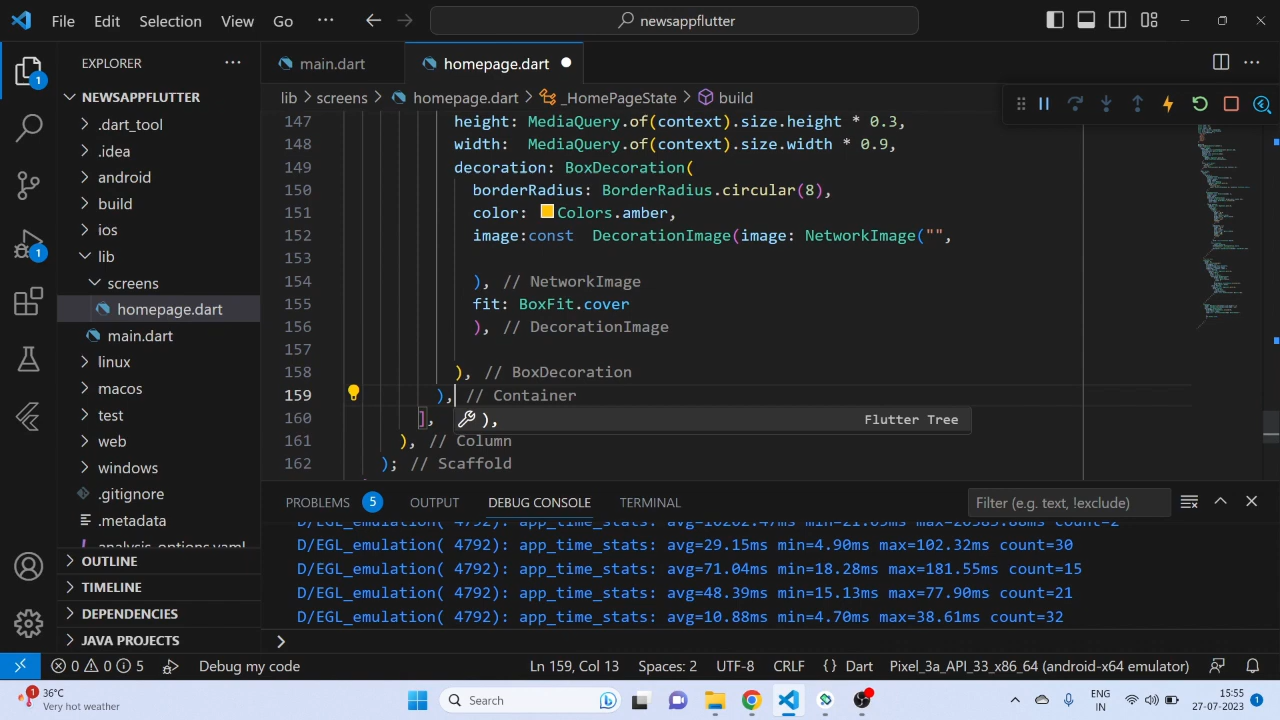 File Edit Selection View Go ··· newsappflutter
EXPLORER ···
main.dart homepage.dart ···
NEWSAPPFLUTTER
lib > screens > homepage.dart > _HomePageState > build
.dart_tool
.idea
android
build
ios
lib
screens
homepage.dart
main.dart
linux
macos
test
web
windows
.gitignore
.metadata
analysis_options.yaml
OUTLINE
TIMELINE
DEPENDENCIES
JAVA PROJECTS
1
1
147 height: MediaQuery.of(context).size.height * 0.3,
148 width:  MediaQuery.of(context).size.width * 0.9,
149 decoration: BoxDecoration(
150 borderRadius: BorderRadius.circular(8),
151 color: Colors.amber,
152 image:const  DecorationImage(image: NetworkImage("",
153
154 ), // NetworkImage
155 fit: BoxFit.cover
156 ), // DecorationImage
157
158 ), // BoxDecoration
159 ), // Container
160 ], ), Flutter Tree
161 ), // Column
162 ); // Scaffold
PROBLEMS 5 OUTPUT DEBUG CONSOLE TERMINAL Filter (e.g. text, !exclude)
D/EGL_emulation( 4792): app_time_stats: avg=29.15ms min=4.90ms max=102.32ms count=30
D/EGL_emulation( 4792): app_time_stats: avg=71.04ms min=18.28ms max=181.55ms count=15
D/EGL_emulation( 4792): app_time_stats: avg=48.39ms min=15.13ms max=77.90ms count=21
D/EGL_emulation( 4792): app_time_stats: avg=10.88ms min=4.70ms max=38.61ms count=32
>
0 0 5 Debug my code Ln 159, Col 13 Spaces: 2 UTF-8 CRLF {} Dart Pixel_3a_API_33_x86_64 (android-x64 emulator)
1 36°C
Very hot weather
Search
ENG
IN
15:55
27-07-2023
1